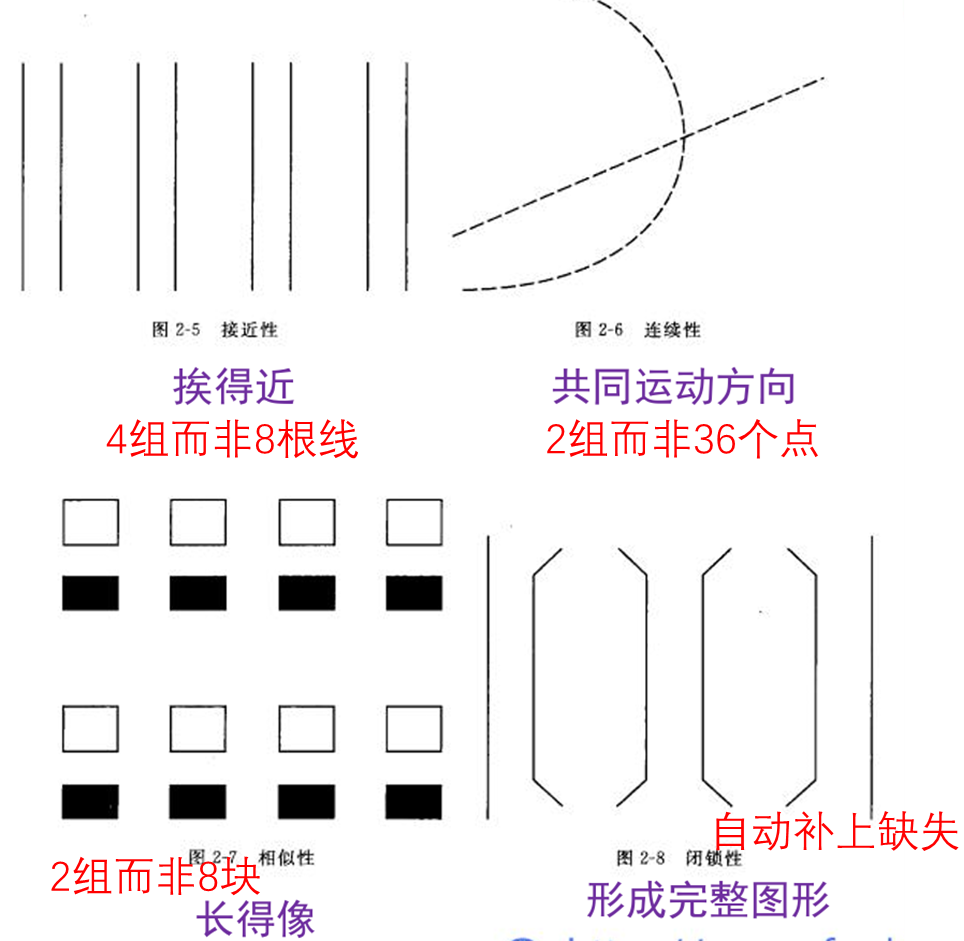 图 2-5 接近性
图 2-6 连续性
挨得近
共同运动方向
4组而非8根线
2组而非36个点
自动补上缺失
图 2-7 相似性
图 2-8 闭锁性
2组而非8块
形成完整图形
长得像